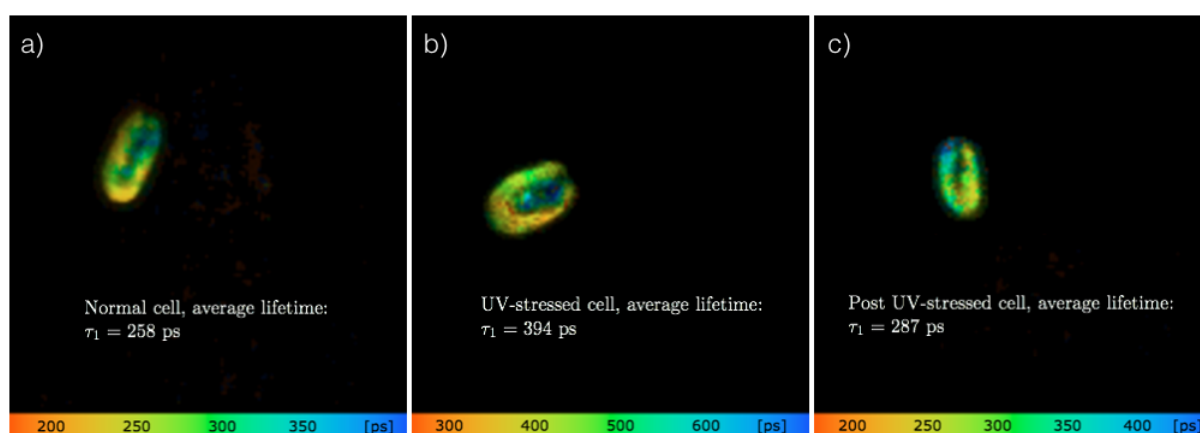 a)
b)
c)
Normal cell, average lifetime:
τ₁ = 258 ps
UV-stressed cell, average lifetime:
τ₁ = 394 ps
Post UV-stressed cell, average lifetime:
τ₁ = 287 ps
200 250 300 350 [ps]
300 400 500 600 [ps]
200 250 300 350 400 [ps